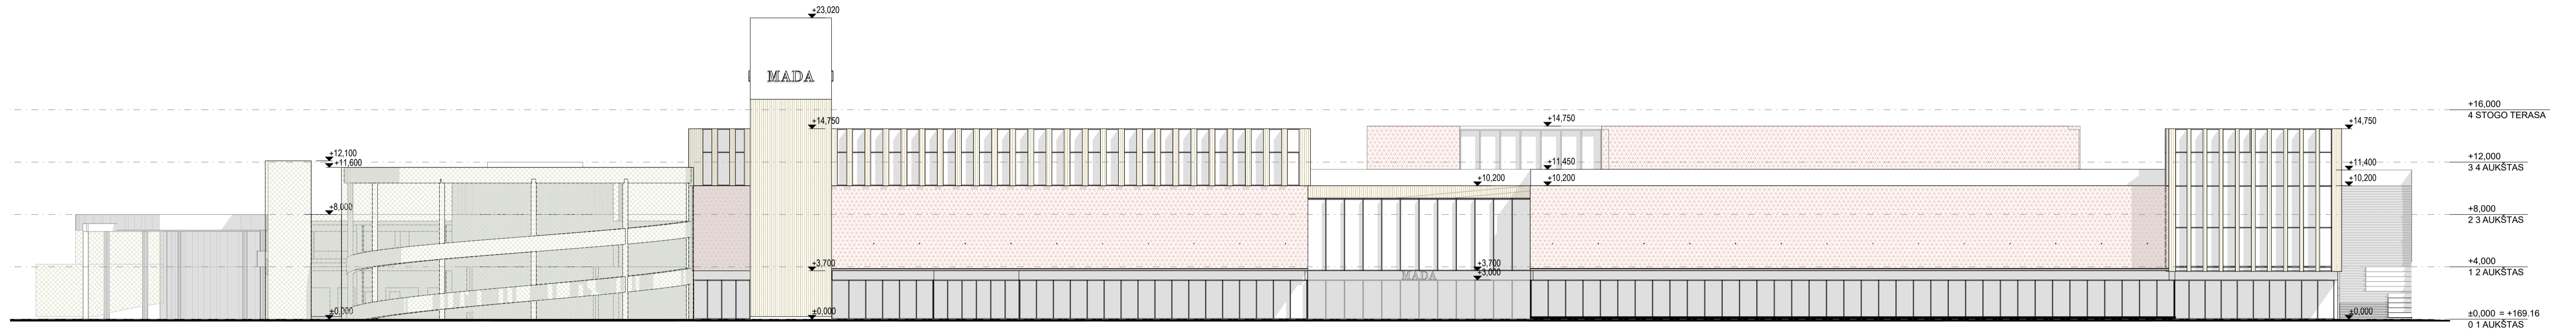 +23,020
MADA
+16,000
4 STOGO TERASA
+14,750
+14,750
+14,750
+12,100
+11,600
+11,450
+11,400
+12,000
3 4 AUKŠTAS
+10,200
+10,200
+10,200
+8,000
+8,000
2 3 AUKŠTAS
+3,700
+3,700
+3,000
MADA
+4,000
1 2 AUKŠTAS
±0,000
±0,000
±0,000
±0,000 = +169.16
0 1 AUKŠTAS